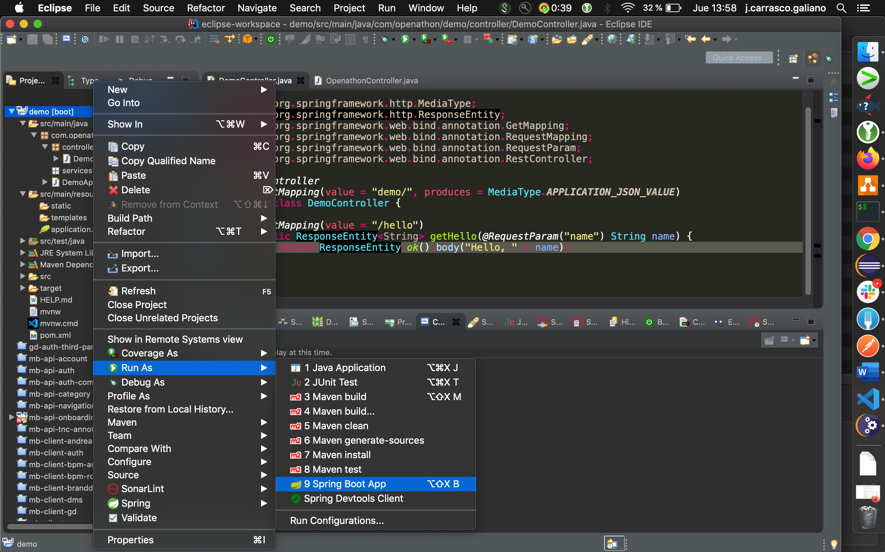 Eclipse File Edit Source Refactor Navigate Search Project Run Window Help 0:39 32 % Jue 13:58 j.carrasco.galiano
eclipse-workspace - demo/src/main/java/com/openathon/demo/controller/DemoController.java - Eclipse IDE
Quick Access
Proje... Type Debug DemoController.java OpenathonController.java
demo [boot]
src/main/java
com.openat
controlle
Demo
services
DemoAp
src/main/resou
static
templates
application.
src/test/java
JRE System Lib
Maven Depende
src
target
HELP.md
mvnw
mvnw.cmd
pom.xml
gd-auth-third-par
mb-api-account
mb-api-auth
mb-api-auth-com
mb-api-category
mb-api-navigation
mb-api-onboardin
mb-api-tnc-annot
mb-client-andrea
mb-client-auth
mb-client-bpm-au
mb-client-bpm-ro
mb-client-brandd
mb-client-dms
mb-client-gd
demo
New
Go Into
Show In ⌥⌘W
Copy ⌘C
Copy Qualified Name
Paste ⌘V
Delete ⌦
Remove from Context ⌥⇧⌘↓
Build Path
Refactor ⌥⌘T
Import...
Export...
Refresh F5
Close Project
Close Unrelated Projects
Show in Remote Systems view
Coverage As
Run As
Debug As
Profile As
Restore from Local History...
Maven
Team
Compare With
Configure
Source
SonarLint
Spring
Validate
Properties ⌘I
1 Java Application ⌥⌘X J
2 JUnit Test ⌥⌘X T
3 Maven build ⌥⇧X M
4 Maven build...
5 Maven clean
6 Maven generate-sources
7 Maven install
8 Maven test
9 Spring Boot App ⌥⇧X B
Spring Devtools Client
Run Configurations...
org.springframework.http.MediaType;
org.springframework.http.ResponseEntity;
org.springframework.web.bind.annotation.GetMapping;
org.springframework.web.bind.annotation.RequestMapping;
org.springframework.web.bind.annotation.RequestParam;
org.springframework.web.bind.annotation.RestController;
ntroller
stMapping(value = "demo/", produces = MediaType.APPLICATION_JSON_VALUE)
class DemoController {
tMapping(value = "/hello")
lic ResponseEntity<String> getHello(@RequestParam("name") String name) {
return ResponseEntity.ok().body("Hello, " + name);
S... D... S... Pr... C... S... J... S... S... Hi... B... C... E... S...
lay at this time.